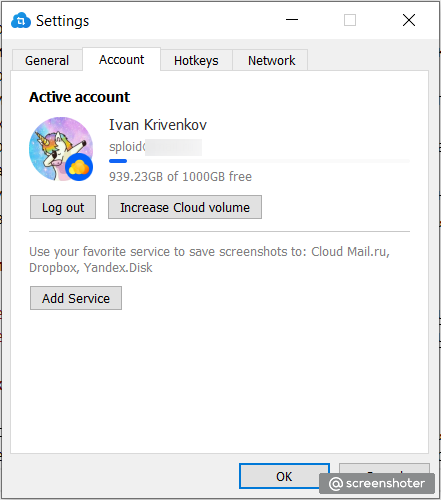 Settings
General
Account
Hotkeys
Network
Active account
Ivan Krivenkov
sploid@
939.23GB of 1000GB free
Log out
Increase Cloud volume
Use your favorite service to save screenshots to: Cloud Mail.ru,
Dropbox, Yandex.Disk
Add Service
OK
@screenshoter